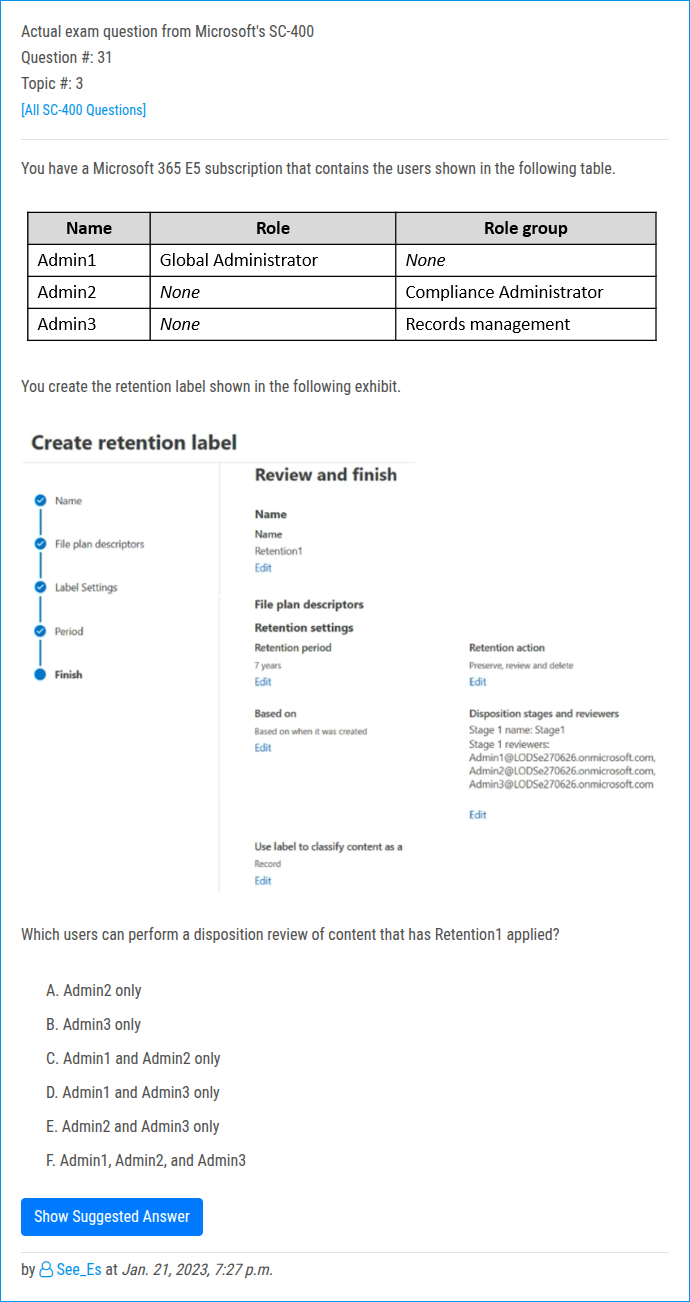 Actual exam question from Microsoft's SC-400
Question #: 31
Topic #: 3
[All SC-400 Questions]
You have a Microsoft 365 E5 subscription that contains the users shown in the following table.
Name Role Role group
Admin1 Global Administrator None
Admin2 None Compliance Administrator
Admin3 None Records management
You create the retention label shown in the following exhibit.
Create retention label
Name
File plan descriptors
Label Settings
Period
Finish
Review and finish
Name
Name
Retention1
Edit
File plan descriptors
Retention settings
Retention period
7 years
Edit
Retention action
Preserve, review and delete
Edit
Based on
Based on when it was created
Edit
Disposition stages and reviewers
Stage 1 name: Stage1
Stage 1 reviewers:
Admin1@LODSe270626.onmicrosoft.com,
Admin2@LODSe270626.onmicrosoft.com,
Admin3@LODSe270626.onmicrosoft.com
Edit
Use label to classify content as a
Record
Edit
Which users can perform a disposition review of content that has Retention1 applied?
A. Admin2 only
B. Admin3 only
C. Admin1 and Admin2 only
D. Admin1 and Admin3 only
E. Admin2 and Admin3 only
F. Admin1, Admin2, and Admin3
Show Suggested Answer
by See_Es at Jan. 21, 2023, 7:27 p.m.